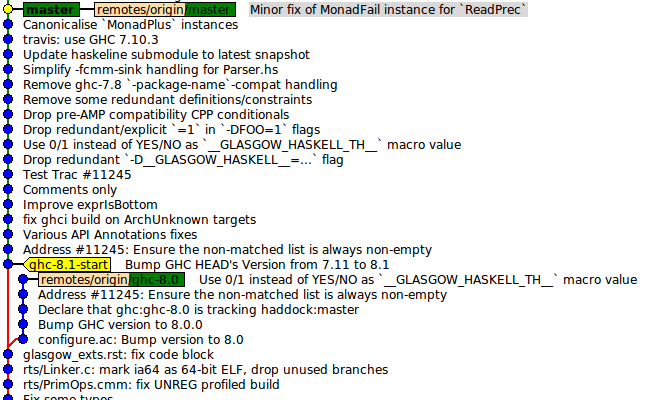 master remotes/origin/master Minor fix of MonadFail instance for `ReadPrec`
Canonicalise `MonadPlus` instances
travis: use GHC 7.10.3
Update haskeline submodule to latest snapshot
Simplify -fcmm-sink handling for Parser.hs
Remove ghc-7.8 `-package-name`-compat handling
Remove some redundant definitions/constraints
Drop pre-AMP compatibility CPP conditionals
Drop redundant/explicit `=1` in `-DFOO=1` flags
Use 0/1 instead of YES/NO as `__GLASGOW_HASKELL_TH__` macro value
Drop redundant `-D__GLASGOW_HASKELL__=...` flag
Test Trac #11245
Comments only
Improve exprIsBottom
fix ghci build on ArchUnknown targets
Various API Annotations fixes
Address #11245: Ensure the non-matched list is always non-empty
ghc-8.1-start Bump GHC HEAD's Version from 7.11 to 8.1
remotes/origin/ghc-8.0 Use 0/1 instead of YES/NO as `__GLASGOW_HASKELL_TH__` macro value
Address #11245: Ensure the non-matched list is always non-empty
Declare that ghc:ghc-8.0 is tracking haddock:master
Bump GHC version to 8.0.0
configure.ac: Bump version to 8.0
glasgow_exts.rst: fix code block
rts/Linker.c: mark ia64 as 64-bit ELF, drop unused branches
rts/PrimOps.cmm: fix UNREG profiled build
Fix some typos